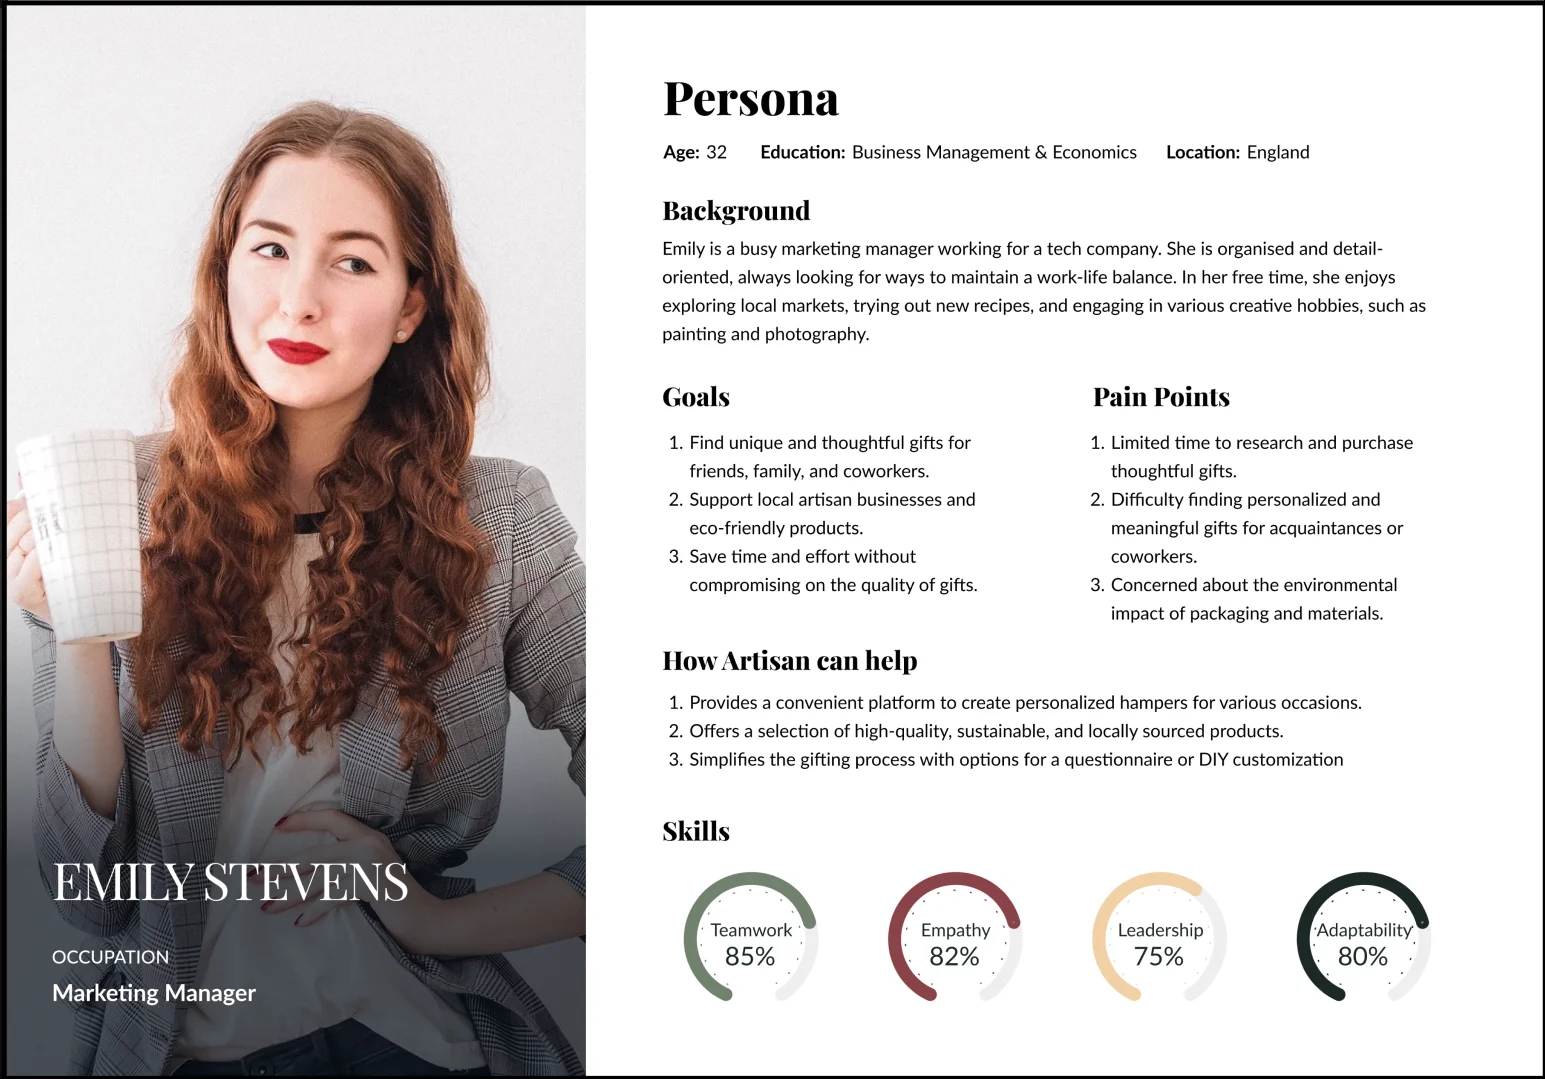 Persona
Age: 32 Education: Business Management & Economics Location: England
Background
Emily is a busy marketing manager working for a tech company. She is organised and detail-
oriented, always looking for ways to maintain a work-life balance. In her free time, she enjoys
exploring local markets, trying out new recipes, and engaging in various creative hobbies, such as
painting and photography.
Goals
1. Find unique and thoughtful gifts for
friends, family, and coworkers.
2. Support local artisan businesses and
eco-friendly products.
3. Save time and effort without
compromising on the quality of gifts.
Pain Points
1. Limited time to research and purchase
thoughtful gifts.
2. Difficulty finding personalized and
meaningful gifts for acquaintances or
coworkers.
3. Concerned about the environmental
impact of packaging and materials.
How Artisan can help
1. Provides a convenient platform to create personalized hampers for various occasions.
2. Offers a selection of high-quality, sustainable, and locally sourced products.
3. Simplifies the gifting process with options for a questionnaire or DIY customization
Skills
Teamwork
85%
Empathy
82%
Leadership
75%
Adaptability
80%
EMILY STEVENS
OCCUPATION
Marketing Manager